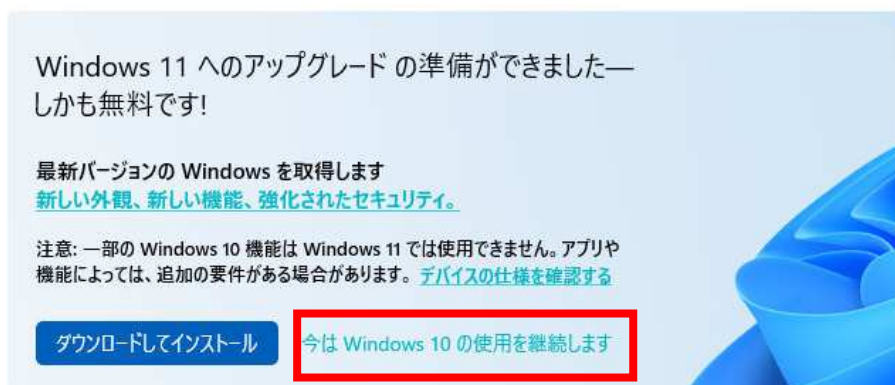 Windows 11 へのアップグレード の準備ができました—
しかも無料です!
最新バージョンの Windows を取得します
新しい外観、新しい機能、強化されたセキュリティ。
注意: 一部の Windows 10 機能は Windows 11 では使用できません。アプリや
機能によっては、追加の要件がある場合があります。 デバイスの仕様を確認する
ダウンロードしてインストール 今は Windows 10 の使用を継続します